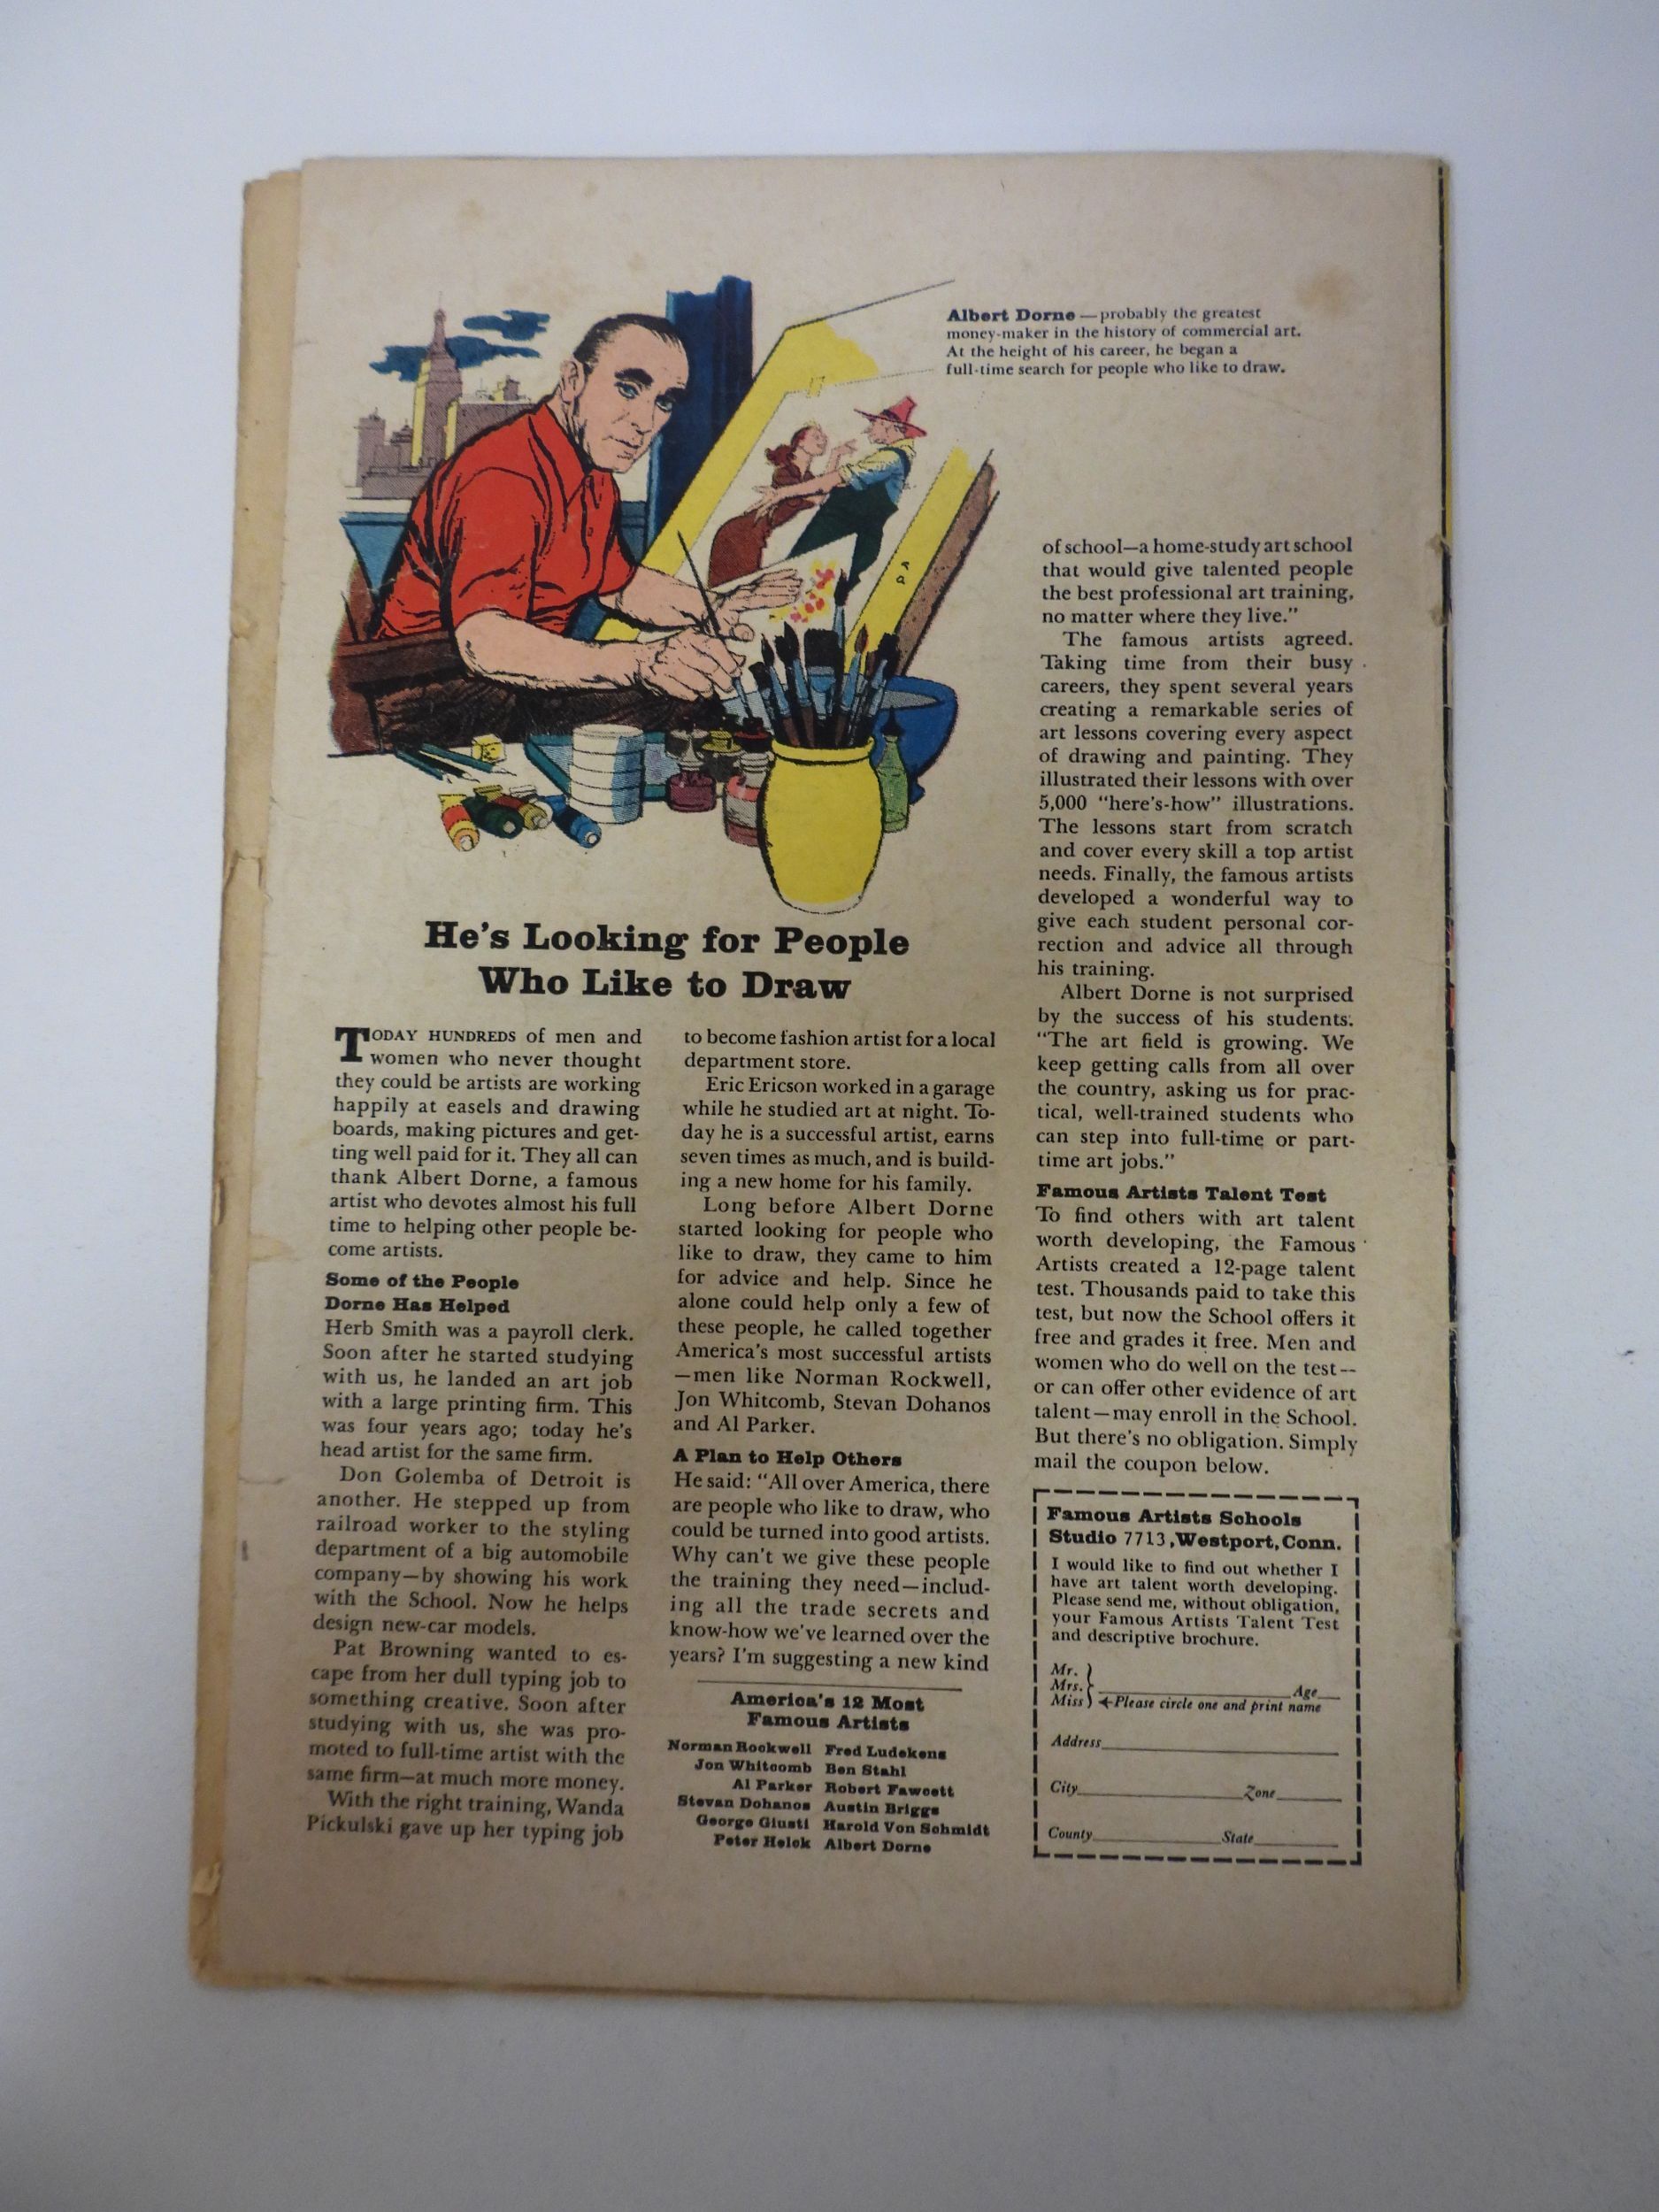 Albert Dorne — probably the greatest
money-maker in the history of commercial art.
At the height of his career, he began a
full-time search for people who like to draw.
He's Looking for People
Who Like to Draw
TODAY HUNDREDS of men and
women who never thought
they could be artists are working
happily at easels and drawing
boards, making pictures and get-
ting well paid for it. They all can
thank Albert Dorne, a famous
artist who devotes almost his full
time to helping other people be-
come artists.
Some of the People
Dorne Has Helped
Herb Smith was a payroll clerk.
Soon after he started studying
with us, he landed an art job
with a large printing firm. This
was four years ago; today he's
head artist for the same firm.
Don Golemba of Detroit is
another. He stepped up from
railroad worker to the styling
department of a big automobile
company—by showing his work
with the School. Now he helps
design new-car models.
Pat Browning wanted to es-
cape from her dull typing job to
something creative. Soon after
studying with us, she was pro-
moted to full-time artist with the
same firm—at much more money.
With the right training, Wanda
Pickulski gave up her typing job
to become fashion artist for a local
department store.
Eric Ericson worked in a garage
while he studied art at night. To-
day he is a successful artist, earns
seven times as much, and is build-
ing a new home for his family.
Long before Albert Dorne
started looking for people who
like to draw, they came to him
for advice and help. Since he
alone could help only a few of
these people, he called together
America's most successful artists
—men like Norman Rockwell,
Jon Whitcomb, Stevan Dohanos
and Al Parker.
A Plan to Help Others
He said: "All over America, there
are people who like to draw, who
could be turned into good artists.
Why can't we give these people
the training they need—includ-
ing all the trade secrets and
know-how we've learned over the
years? I'm suggesting a new kind
America's 12 Most
Famous Artists
Norman Rockwell Fred Ludekens
Jon Whitcomb Ben Stahl
Al Parker Robert Fawcett
Stevan Dohanos Austin Briggs
George Giusti Harold Von Schmidt
Peter Helck Albert Dorne
of school—a home-study art school
that would give talented people
the best professional art training,
no matter where they live."
The famous artists agreed.
Taking time from their busy
careers, they spent several years
creating a remarkable series of
art lessons covering every aspect
of drawing and painting. They
illustrated their lessons with over
5,000 "here's-how" illustrations.
The lessons start from scratch
and cover every skill a top artist
needs. Finally, the famous artists
developed a wonderful way to
give each student personal cor-
rection and advice all through
his training.
Albert Dorne is not surprised
by the success of his students.
"The art field is growing. We
keep getting calls from all over
the country, asking us for prac-
tical, well-trained students who
can step into full-time or part-
time art jobs."
Famous Artists Talent Test
To find others with art talent
worth developing, the Famous
Artists created a 12-page talent
test. Thousands paid to take this
test, but now the School offers it
free and grades it free. Men and
women who do well on the test--
or can offer other evidence of art
talent—may enroll in the School.
But there's no obligation. Simply
mail the coupon below.
Famous Artists Schools
Studio 7713, Westport, Conn.
I would like to find out whether I
have art talent worth developing.
Please send me, without obligation,
your Famous Artists Talent Test
and descriptive brochure.
Mr.
Mrs. Age
Miss Please circle one and print name
Address
City Zone
County State